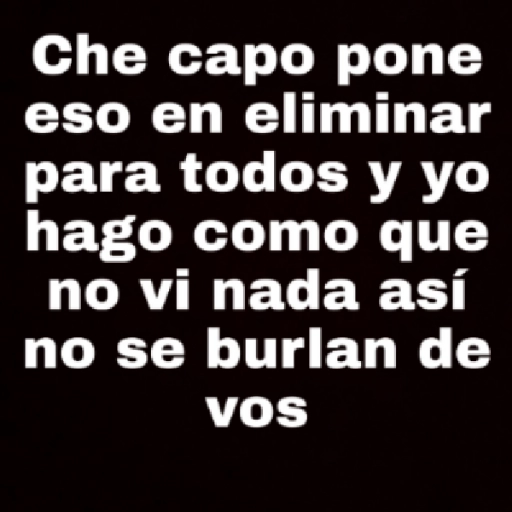 Che capo pone
eso en eliminar
para todos y yo
hago como que
no vi nada así
no se burlan de
vos